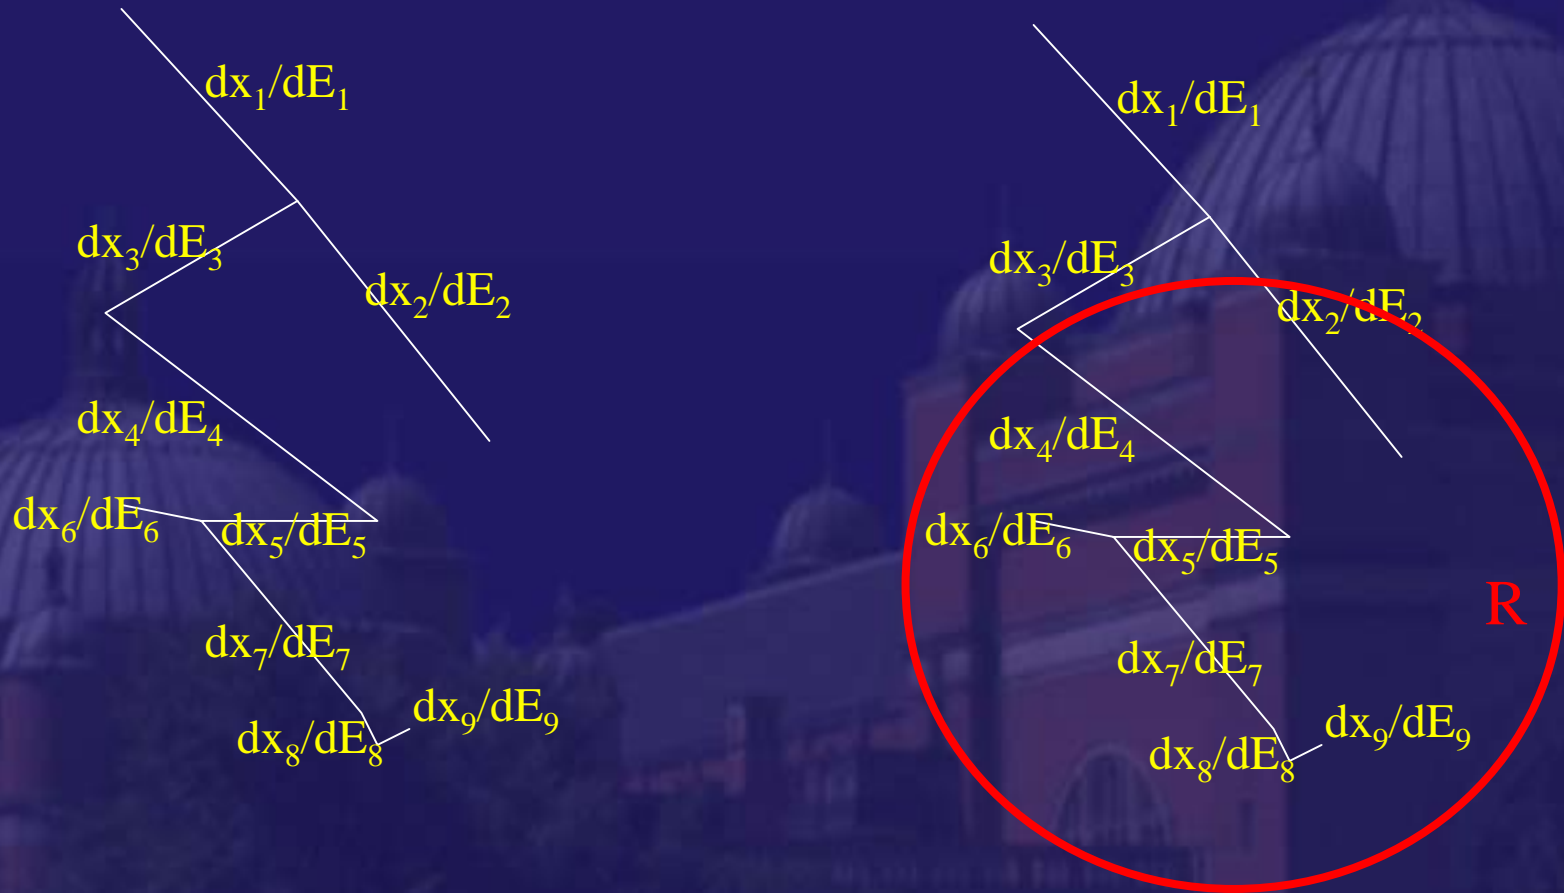 dx₁/dE₁
dx₃/dE₃
dx₂/dE₂
dx₄/dE₄
dx₆/dE₆
dx₅/dE₅
dx₇/dE₇
dx₉/dE₉
dx₈/dE₈
dx₁/dE₁
dx₃/dE₃
dx₂/dE₂
dx₄/dE₄
dx₆/dE₆
dx₅/dE₅
R
dx₇/dE₇
dx₉/dE₉
dx₈/dE₈